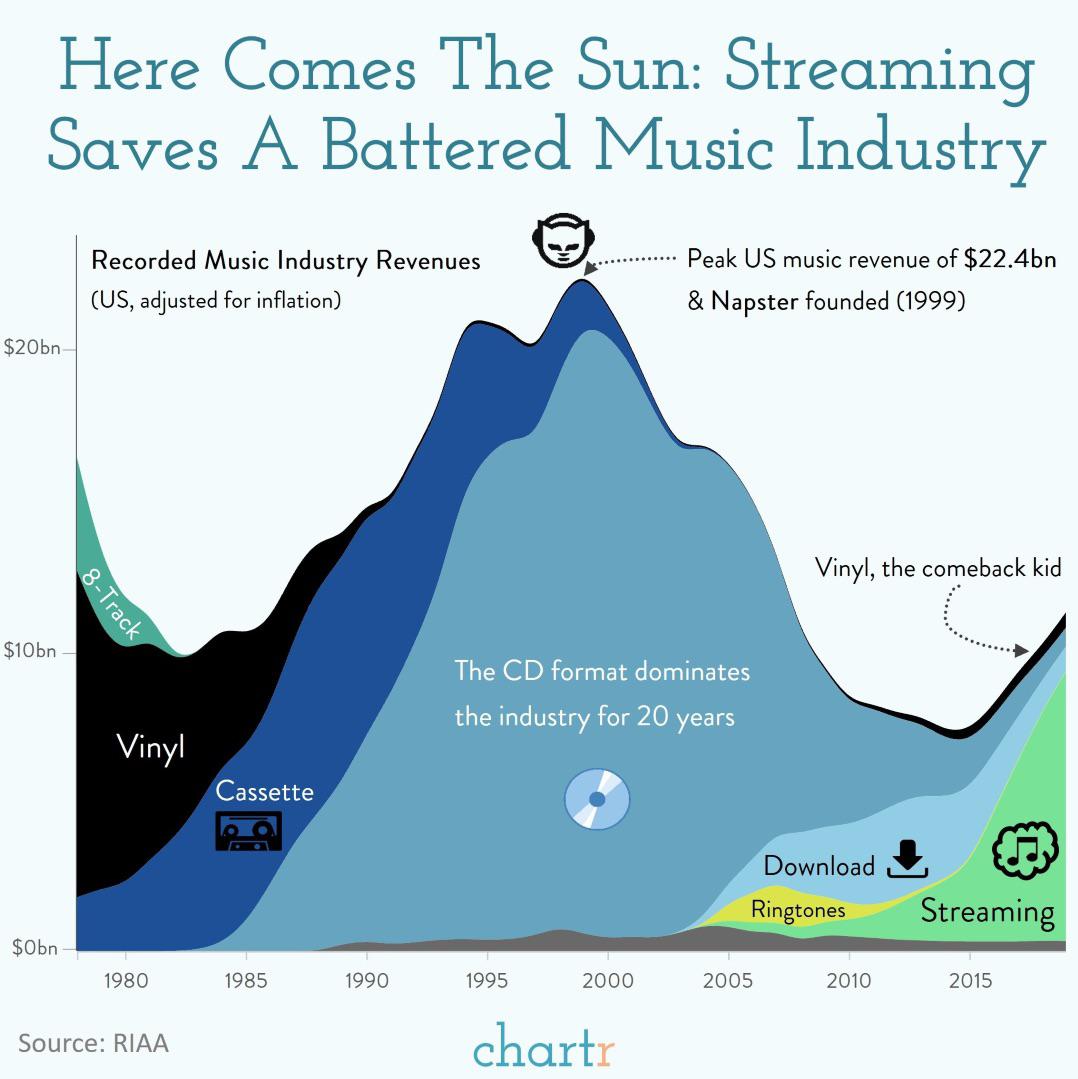 Here Comes The Sun: Streaming
Saves A Battered Music Industry
Recorded Music Industry Revenues
(US, adjusted for inflation)
Peak US music revenue of $22.4bn
& Napster founded (1999)
$20bn
$10bn
$0bn
8-Track
Vinyl
Cassette
The CD format dominates
the industry for 20 years
Vinyl, the comeback kid
Download
Ringtones
Streaming
1980
1985
1990
1995
2000
2005
2010
2015
Source: RIAA
chartr